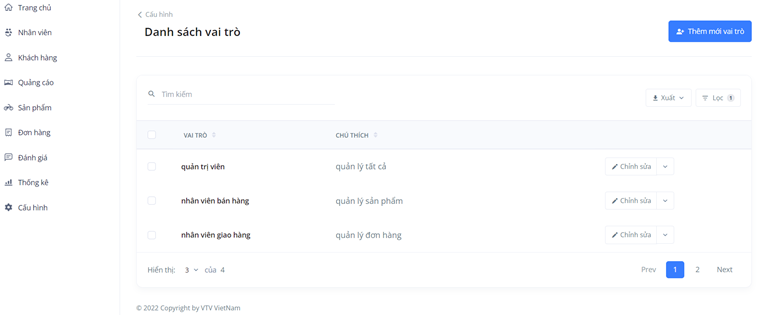 Trang chủ
Nhân viên
Khách hàng
Quảng cáo
Sản phẩm
Đơn hàng
Đánh giá
Thống kê
Cấu hình
Cấu hình
Danh sách vai trò
Thêm mới vai trò
Tìm kiếm
Xuất
Lọc 1
VAI TRÒ CHÚ THÍCH
quản trị viên quản lý tất cả Chỉnh sửa
nhân viên bán hàng quản lý sản phẩm Chỉnh sửa
nhân viên giao hàng quản lý đơn hàng Chỉnh sửa
Hiển thị: 3 của 4 Prev 1 2 Next
© 2022 Copyright by VTV VietNam